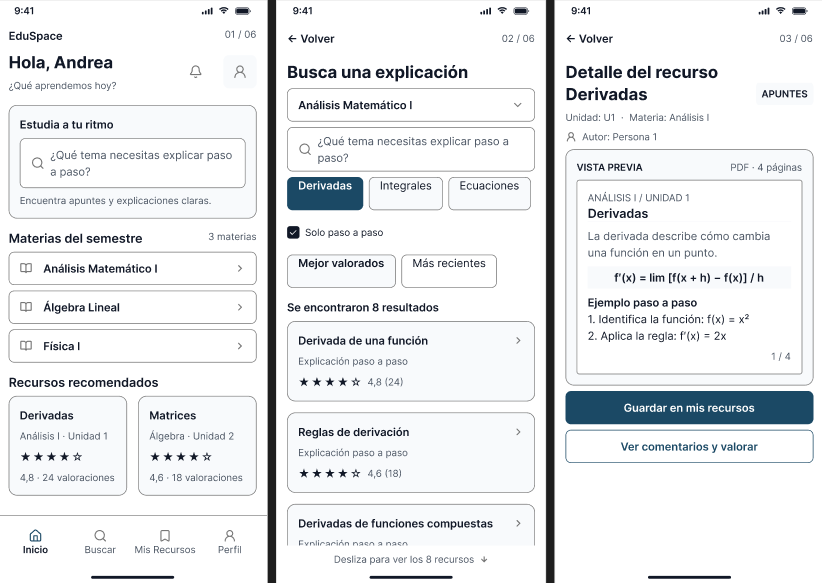 9:41
EduSpace
01 / 06
Hola, Andrea
¿Qué aprendemos hoy?
Estudia a tu ritmo
¿Qué tema necesitas explicar paso
a paso?
Encuentra apuntes y explicaciones claras.
Materias del semestre
3 materias
Análisis Matemático I
Álgebra Lineal
Física I
Recursos recomendados
Derivadas
Análisis I · Unidad 1
★★★★☆
4,8 · 24 valoraciones
Matrices
Álgebra · Unidad 2
★★★★☆
4,6 · 18 valoraciones
Inicio
Buscar
Mis Recursos
Perfil
9:41
← Volver
02 / 06
Busca una explicación
Análisis Matemático I
¿Qué tema necesitas explicar paso a
paso?
Derivadas
Integrales
Ecuaciones
Solo paso a paso
Mejor valorados
Más recientes
Se encontraron 8 resultados
Derivada de una función
Explicación paso a paso
★★★★☆ 4,8 (24)
Reglas de derivación
Explicación paso a paso
★★★★☆ 4,6 (18)
Derivadas de funciones compuestas
Explicación paso a paso
Desliza para ver los 8 recursos ↓
9:41
← Volver
03 / 06
Detalle del recurso
Derivadas
APUNTES
Unidad: U1 · Materia: Análisis I
Autor: Persona 1
VISTA PREVIA
PDF · 4 páginas
ANÁLISIS I / UNIDAD 1
Derivadas
La derivada describe cómo cambia
una función en un punto.
f′(x) = lim [f(x + h) − f(x)] / h
Ejemplo paso a paso
1. Identifica la función: f(x) = x²
2. Aplica la regla: f′(x) = 2x
1 / 4
Guardar en mis recursos
Ver comentarios y valorar